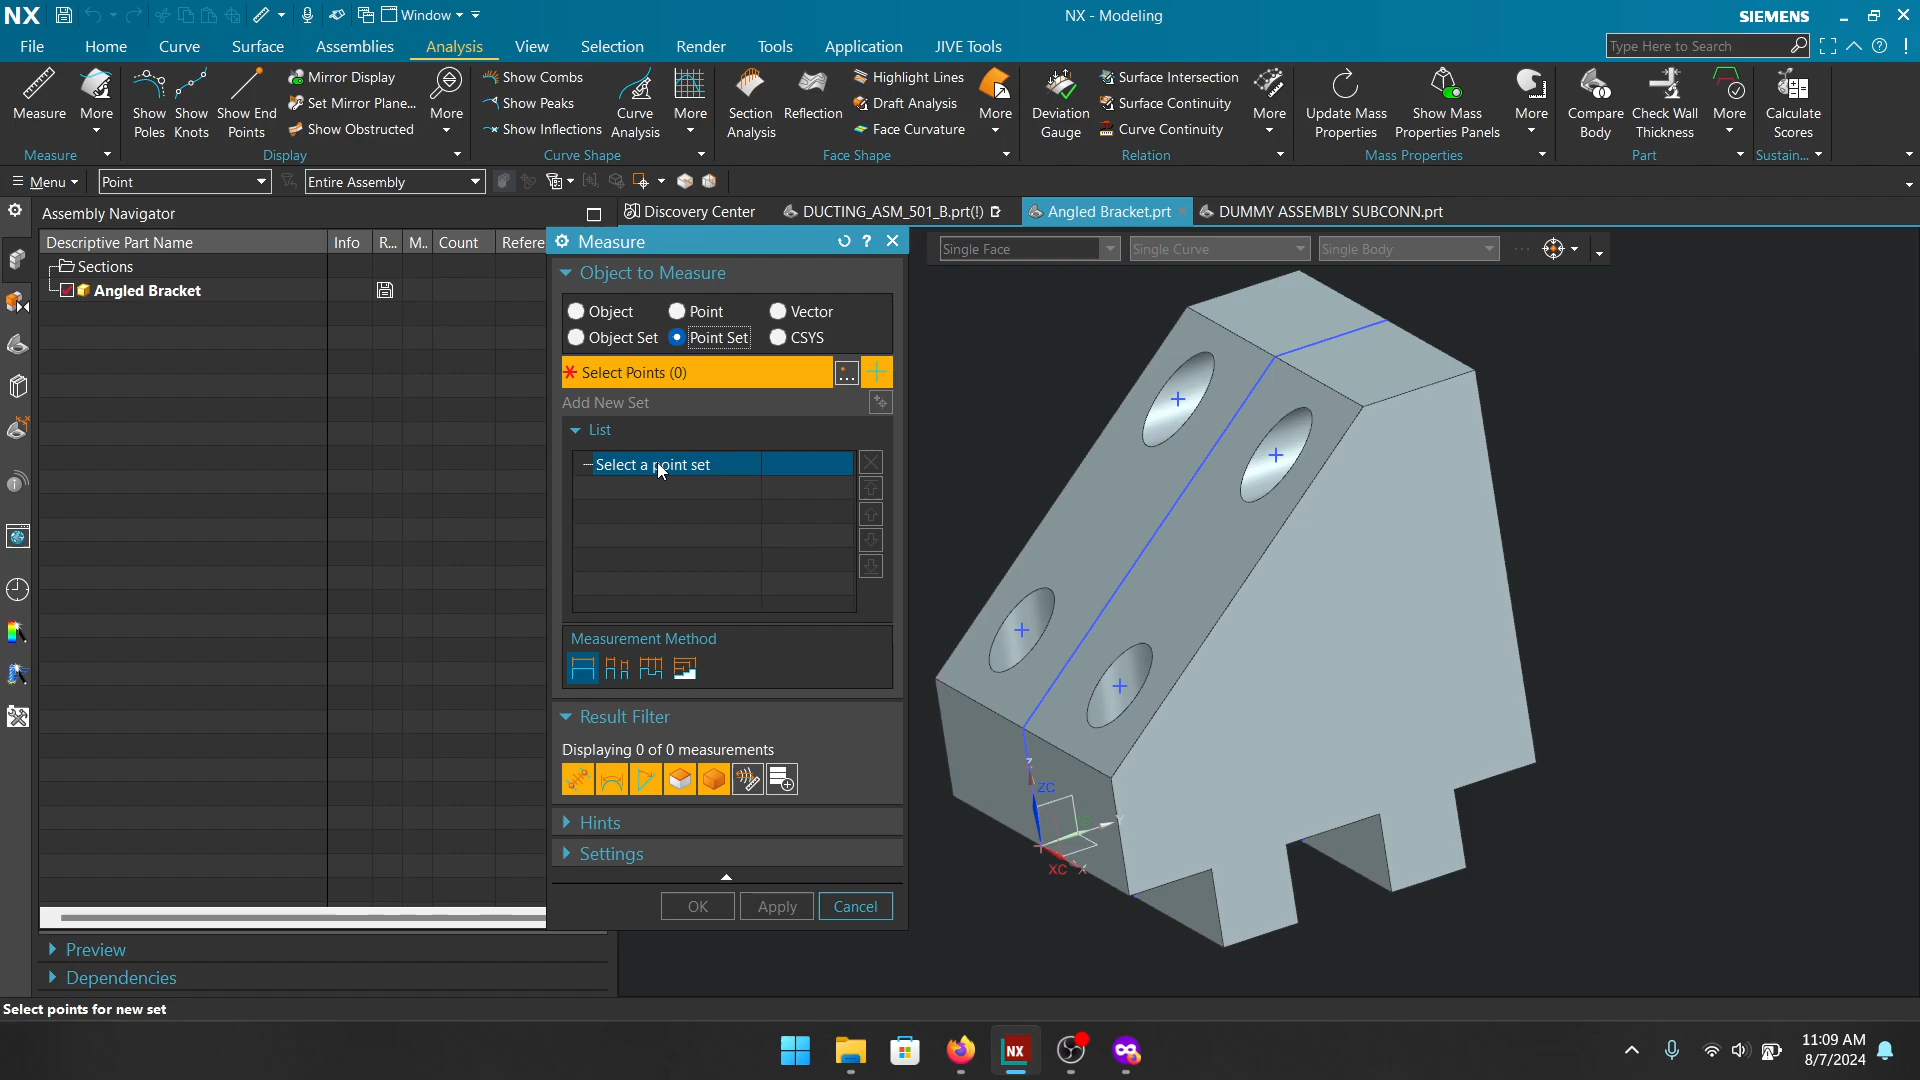 NX Window NX - Modeling SIEMENS
File Home Curve Surface Assemblies Analysis View Selection Render Tools Application JIVE Tools Type Here to Search
Measure
More
Show Poles
Show Knots
Show End Points
Mirror Display
Set Mirror Plane...
Show Obstructed
More
Show Combs
Show Peaks
Show Inflections
Curve Analysis
More
Section Analysis
Reflection
Highlight Lines
Draft Analysis
Face Curvature
More
Deviation Gauge
Surface Intersection
Surface Continuity
Curve Continuity
More
Update Mass Properties
Show Mass Properties Panels
More
Compare Body
Check Wall Thickness
More
Calculate Scores
Measure Display Curve Shape Face Shape Relation Mass Properties Part Sustain...
Menu Point Entire Assembly
Assembly Navigator
Discovery Center DUCTING_ASM_501_B.prt(!) Angled Bracket.prt DUMMY ASSEMBLY SUBCONN.prt
Descriptive Part Name Info R... M.. Count Refere
Sections
Angled Bracket
Measure
Single Face Single Curve Single Body
Object to Measure
Object Point Vector
Object Set Point Set CSYS
Select Points (0)
Add New Set
List
Select a point set
Measurement Method
Result Filter
Displaying 0 of 0 measurements
Hints
Settings
OK Apply Cancel
Z
ZC
Y
XC X
Preview
Dependencies
Select points for new set
NX
11:09 AM
8/7/2024